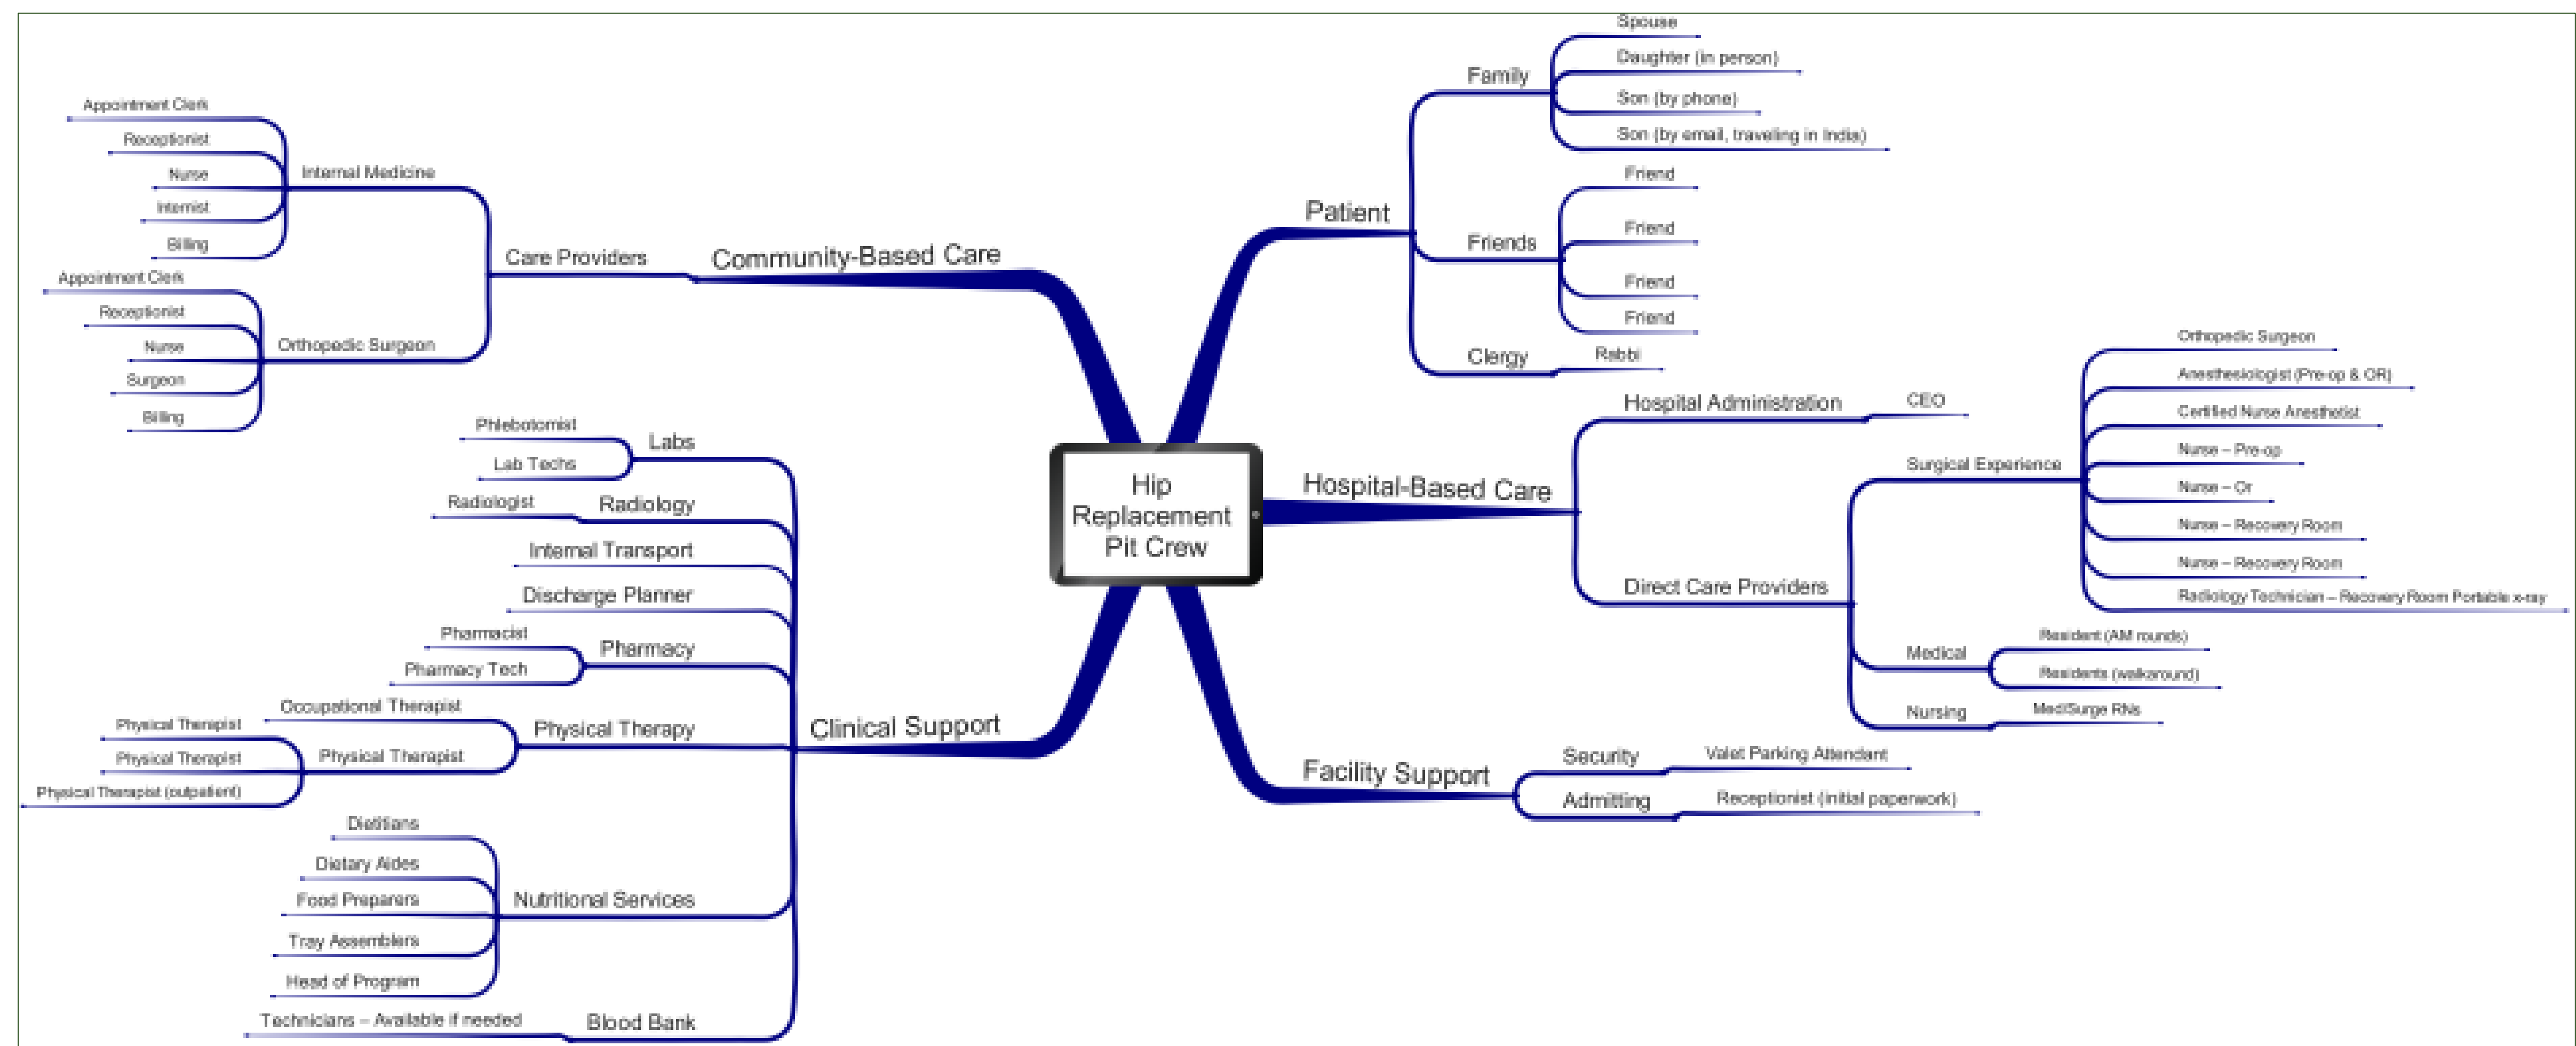 Hip
Replacement
Pit Crew
Community-Based Care
Care Providers
Internal Medicine
Appointment Clerk
Receptionist
Nurse
Internist
Billing
Orthopedic Surgeon
Appointment Clerk
Receptionist
Nurse
Surgeon
Billing
Clinical Support
Labs
Phlebotomist
Lab Techs
Radiology
Radiologist
Internal Transport
Discharge Planner
Pharmacy
Pharmacist
Pharmacy Tech
Physical Therapy
Occupational Therapist
Physical Therapist
Physical Therapist
Physical Therapist
Physical Therapist (outpatient)
Nutritional Services
Dietitians
Dietary Aides
Food Preparers
Tray Assemblers
Head of Program
Blood Bank
Technicians – Available if needed
Patient
Family
Spouse
Daughter (in person)
Son (by phone)
Son (by email, traveling in India)
Friends
Friend
Friend
Friend
Friend
Clergy
Rabbi
Hospital-Based Care
Hospital Administration
CEO
Direct Care Providers
Surgical Experience
Orthopedic Surgeon
Anesthesiologist (Pre-op & OR)
Certified Nurse Anesthetist
Nurse – Pre-op
Nurse – Or
Nurse – Recovery Room
Nurse – Recovery Room
Radiology Technician – Recovery Room Portable x-ray
Medical
Resident (AM rounds)
Residents (walkaround)
Nursing
Med/Surge RNs
Facility Support
Security
Valet Parking Attendant
Admitting
Receptionist (initial paperwork)